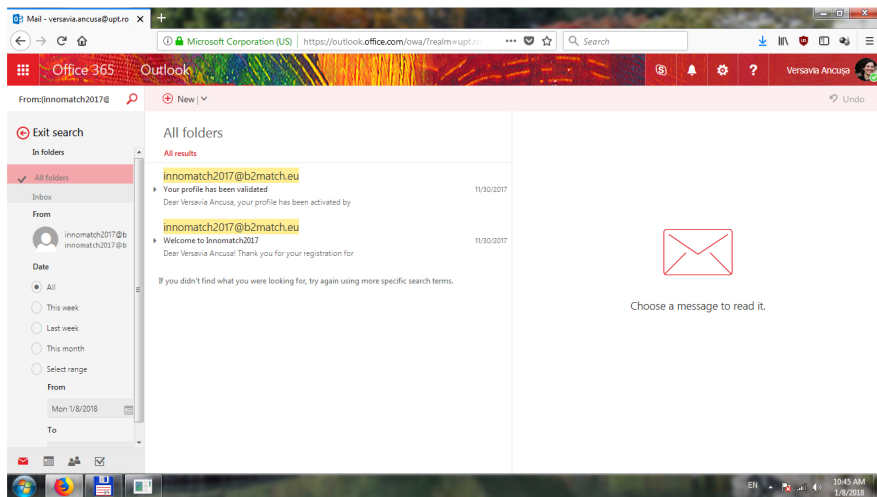 Mail - versavia.ancusa@upt.ro
Microsoft Corporation (US)
https://outlook.office.com/owa/?realm=upt.ro
Search
Office 365
Outlook
Versavia Ancușa
From:(innomatch2017@
New
Undo
Exit search
In folders
All folders
Inbox
From
innomatch2017@b
innomatch2017@b
Date
All
This week
Last week
This month
Select range
From
Mon 1/8/2018
To
All folders
All results
innomatch2017@b2match.eu
Your profile has been validated
11/30/2017
Dear Versavia Ancusa, your profile has been activated by
innomatch2017@b2match.eu
Welcome to Innomatch2017
11/30/2017
Dear Versavia Ancusa! Thank you for your registration for
If you didn't find what you were looking for, try again using more specific search terms.
Choose a message to read it.
EN
10:45 AM
1/8/2018